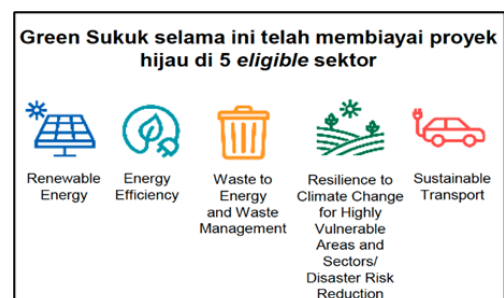 Green Sukuk selama ini telah membiayai proyek
hijau di 5 eligible sektor
Renewable
Energy
Energy
Efficiency
Waste to
Energy
and Waste
Management
Resilience to
Climate Change
for Highly
Vulnerable
Areas and
Sectors/
Disaster Risk
Reduction
Sustainable
Transport